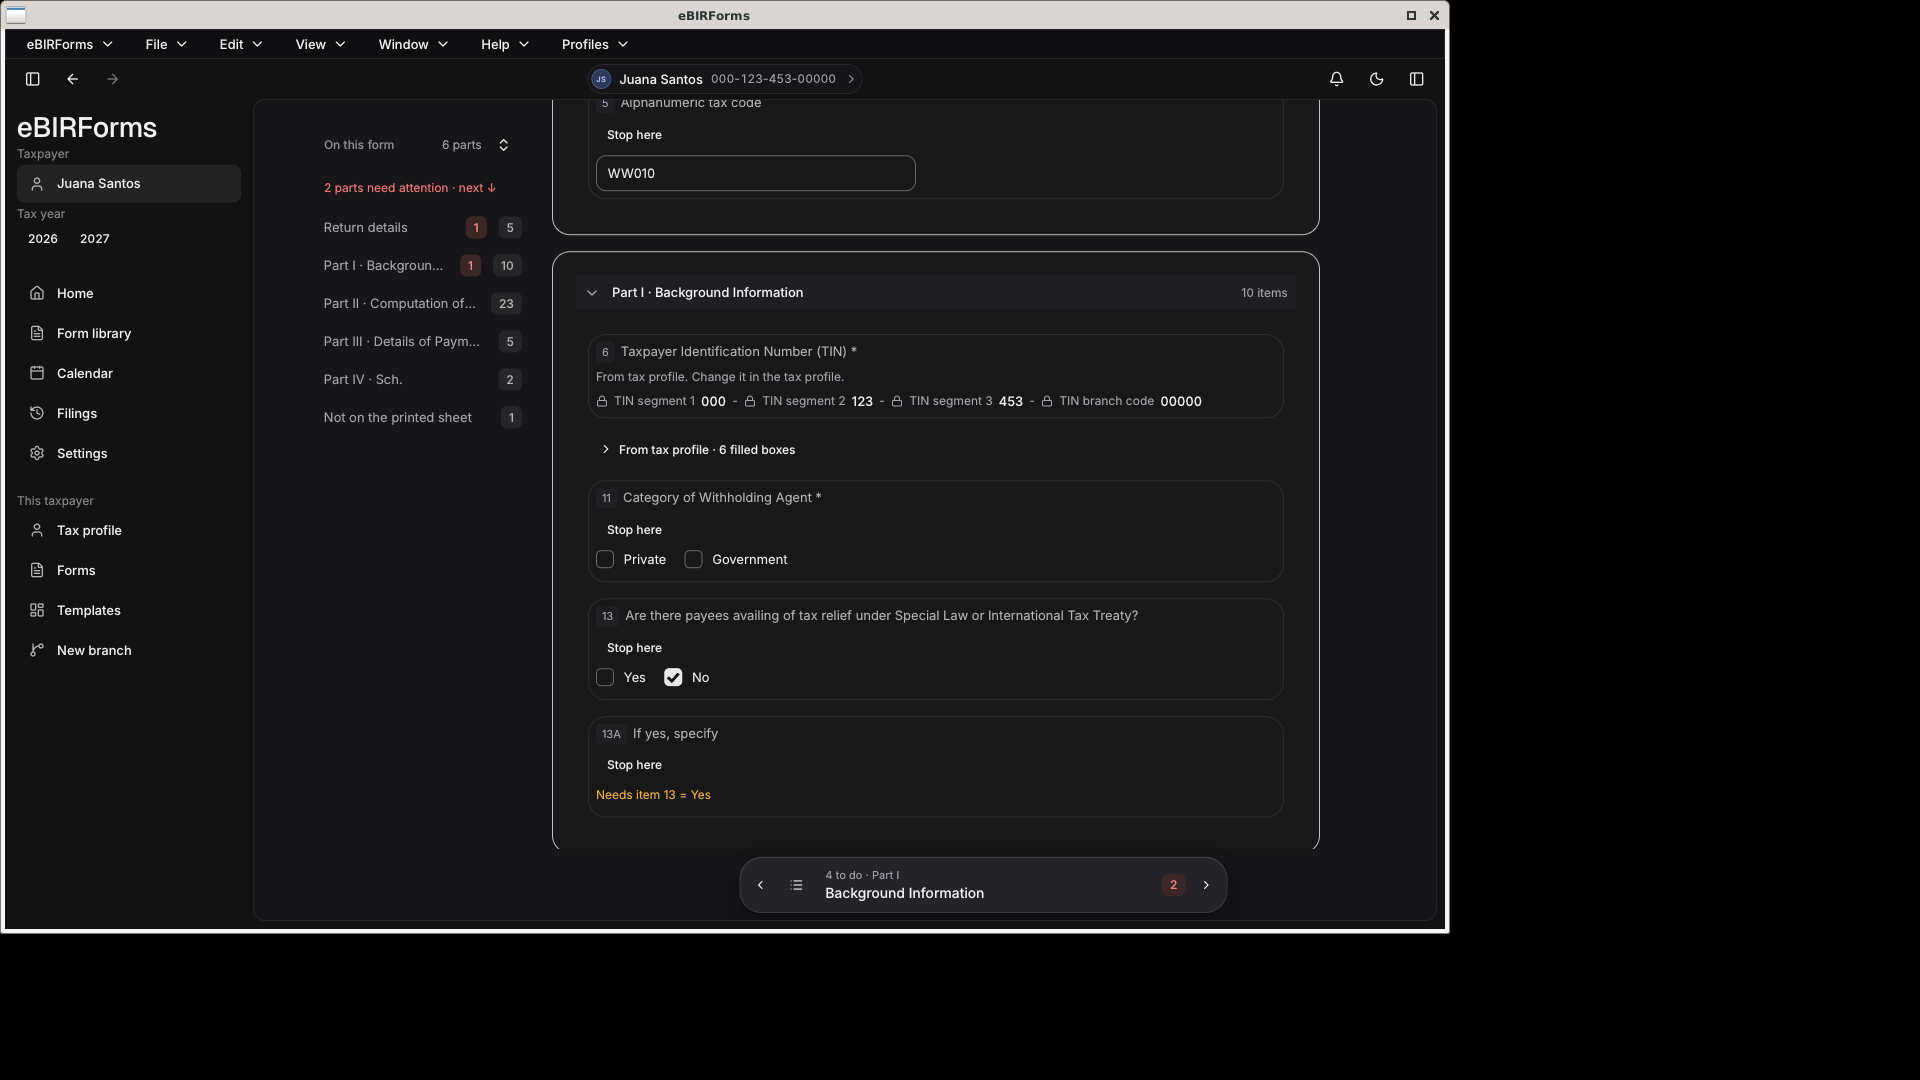 eBIRForms
eBIRForms File Edit View Window Help Profiles
JS Juana Santos 000-123-453-00000
eBIRForms
Taxpayer
Juana Santos
Tax year
2026 2027
Home
Form library
Calendar
Filings
Settings
This taxpayer
Tax profile
Forms
Templates
New branch
On this form 6 parts
2 parts need attention · next ↓
Return details 1 5
Part I · Backgroun... 1 10
Part II · Computation of... 23
Part III · Details of Paym... 5
Part IV · Sch. 2
Not on the printed sheet 1
5 Alphanumeric tax code
Stop here
WW010
Part I · Background Information 10 items
6 Taxpayer Identification Number (TIN) *
From tax profile. Change it in the tax profile.
TIN segment 1 000 - TIN segment 2 123 - TIN segment 3 453 - TIN branch code 00000
From tax profile · 6 filled boxes
11 Category of Withholding Agent *
Stop here
Private Government
13 Are there payees availing of tax relief under Special Law or International Tax Treaty?
Stop here
Yes No
13A If yes, specify
Stop here
Needs item 13 = Yes
4 to do · Part I
Background Information 2